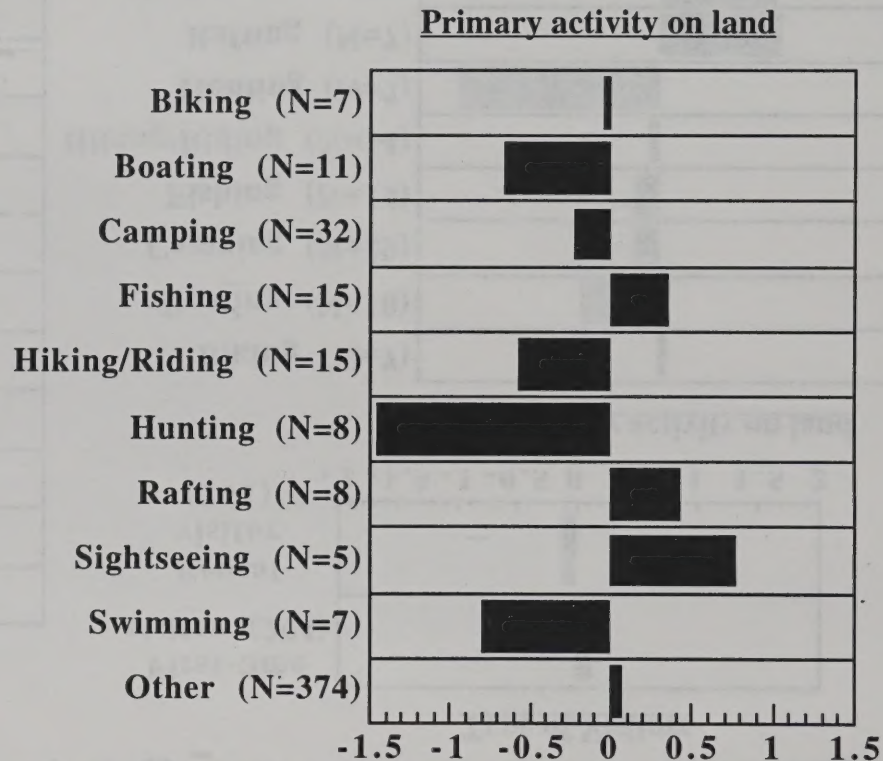 Primary activity on land
Biking (N=7)
Boating (N=11)
Camping (N=32)
Fishing (N=15)
Hiking/Riding (N=15)
Hunting (N=8)
Rafting (N=8)
Sightseeing (N=5)
Swimming (N=7)
Other (N=374)
-1.5 -1 -0.5 0 0.5 1 1.5